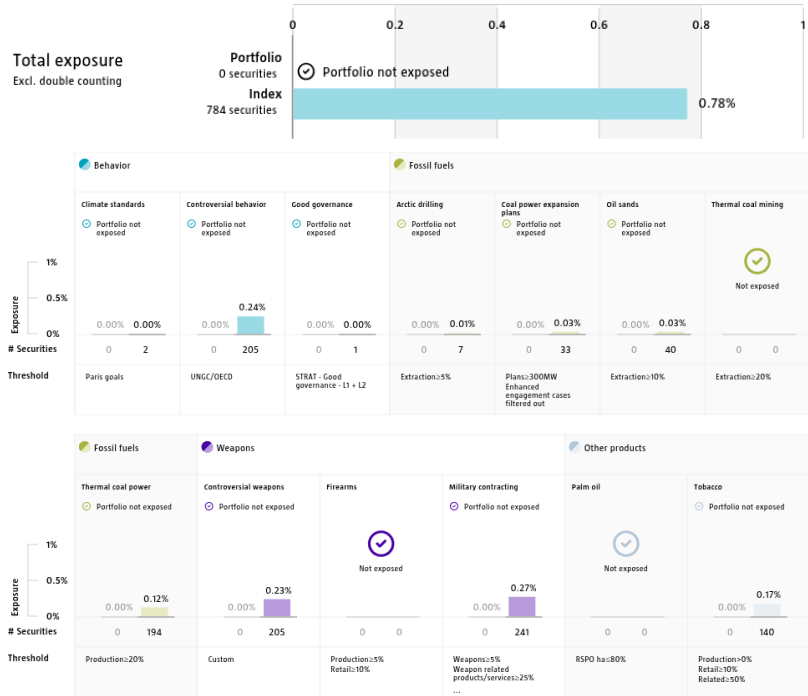 0 0.2 0.4 0.6 0.8 1
Total exposure
Excl. double counting
Portfolio
0 securities
Portfolio not exposed
Index
784 securities
0.78%
Behavior Fossil fuels
Climate standards Controversial behavior Good governance Arctic drilling Coal power expansion Oil sands Thermal coal mining
plans
Portfolio not Portfolio not Portfolio not Portfolio not Portfolio not Portfolio not
exposed exposed exposed exposed exposed exposed
Not exposed
Exposure
1%
0.5%
0%
0.00% 0.00% 0.00% 0.24% 0.00% 0.00% 0.00% 0.01% 0.00% 0.03% 0.00% 0.03%
# Securities 0 2 0 205 0 1 0 7 0 33 0 40 0 0
Threshold Paris goals UNGC/OECD STRAT - Good Extraction≥5% Plans≥300MW Extraction≥10% Extraction≥20%
governance - L1 + L2 Enhanced
engagement cases
filtered out
Fossil fuels Weapons Other products
Thermal coal power Controversial weapons Firearms Military contracting Palm oil Tobacco
Portfolio not exposed Portfolio not exposed Portfolio not exposed Portfolio not exposed
Not exposed Not exposed
Exposure
1%
0.5%
0%
0.00% 0.12% 0.00% 0.23% 0.00% 0.27% 0.00% 0.17%
# Securities 0 194 0 205 0 0 0 241 0 0 0 140
Threshold Production≥20% Custom Production≥5% Weapons≥5% RSPO ha≤80% Production>0%
Retail≥10% Weapon related Retail≥10%
products/services≥25% Related≥50%
...